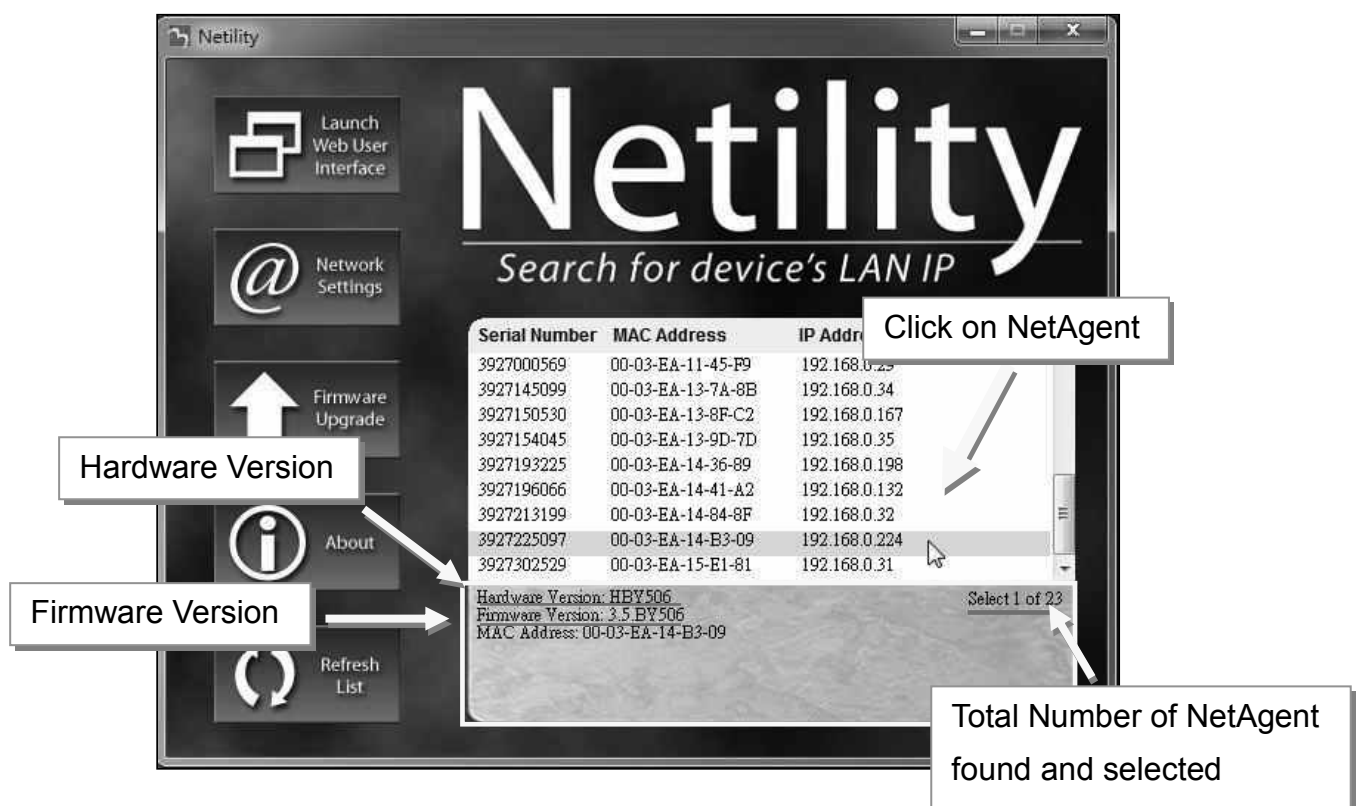 Netility
Launch
Web User
Interface
Network
Settings
Firmware
Upgrade
About
Refresh
List
Netility
Search for device's LAN IP
Serial Number MAC Address IP Addr
3927000569 00-03-EA-11-45-F9 192.168.0.29
3927145099 00-03-EA-13-7A-8B 192.168.0.34
3927150530 00-03-EA-13-8F-C2 192.168.0.167
3927154045 00-03-EA-13-9D-7D 192.168.0.35
3927193225 00-03-EA-14-36-89 192.168.0.198
3927196066 00-03-EA-14-41-A2 192.168.0.132
3927213199 00-03-EA-14-84-8F 192.168.0.32
3927225097 00-03-EA-14-B3-09 192.168.0.224
3927302529 00-03-EA-15-E1-81 192.168.0.31
Hardware Version: HBY506 Select 1 of 23
Firmware Version: 3.5.BY506
MAC Address: 00-03-EA-14-B3-09
Click on NetAgent
Hardware Version
Firmware Version
Total Number of NetAgent
found and selected